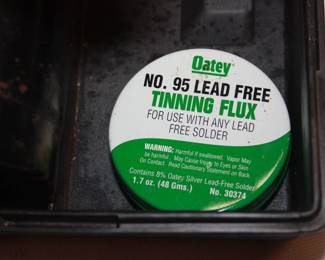 Oatey
NO. 95 LEAD FREE
TINNING FLUX
FOR USE WITH ANY LEAD
FREE SOLDER
WARNING: Harmful if swallowed. Vapor May
be harmful. May Cause Injury to Eyes or Skin
On Contact. Read Cautionary Statement on Back.
Contains 8% Oatey Silver Lead-Free Solder
1.7 oz. (48 Gms.) No. 30374